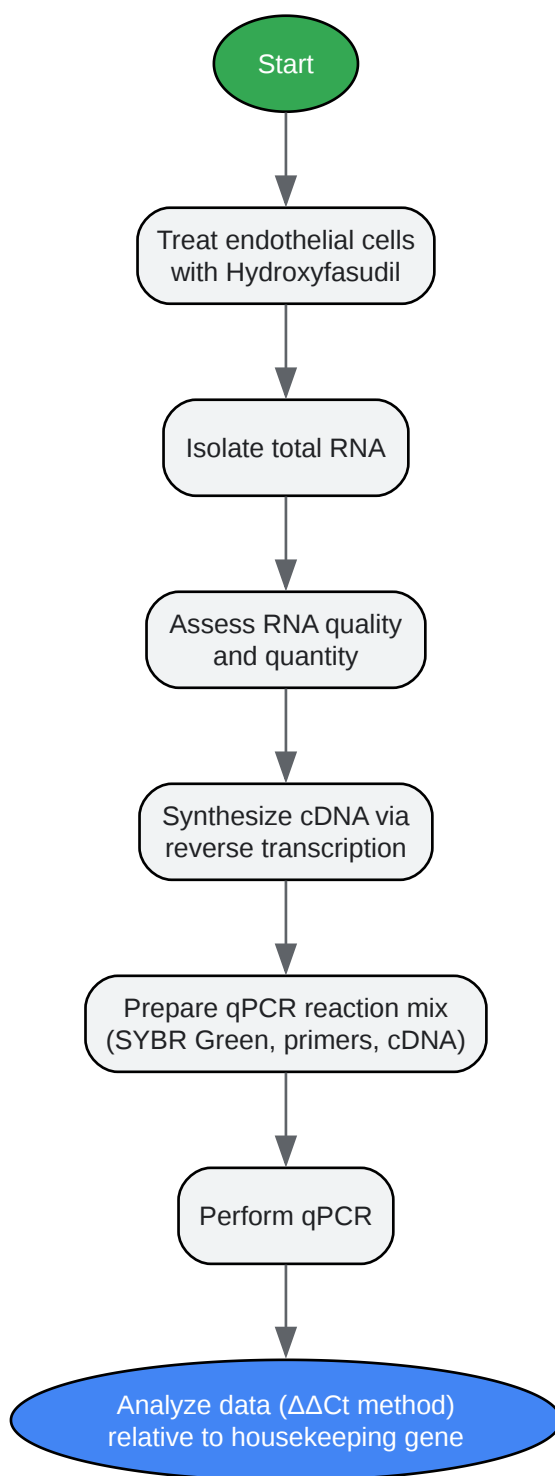 Start
Treat endothelial cells
with Hydroxyfasudil
Isolate total RNA
Assess RNA quality
and quantity
Synthesize cDNA via
reverse transcription
Prepare qPCR reaction mix
(SYBR Green, primers, cDNA)
Perform qPCR
Analyze data (ΔΔCt method)
relative to housekeeping gene